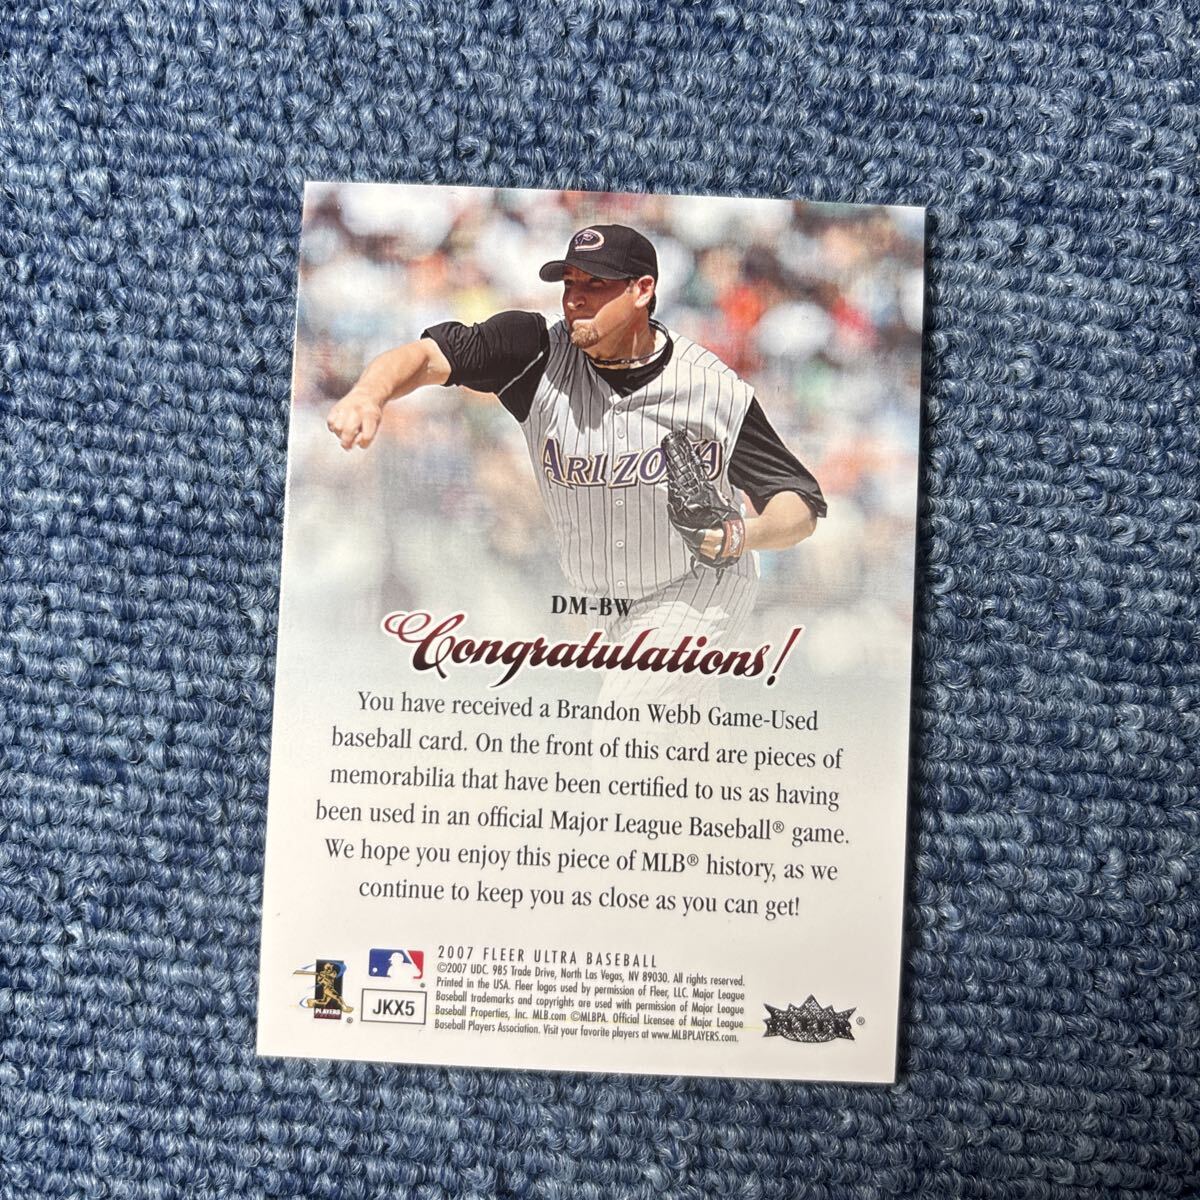 ARIZONA
DM-BW
Congratulations!
You have received a Brandon Webb Game-Used
baseball card. On the front of this card are pieces of
memorabilia that have been certified to us as having
been used in an official Major League Baseball® game.
We hope you enjoy this piece of MLB® history, as we
continue to keep you as close as you can get!
2007 FLEER ULTRA BASEBALL
©2007 UDC. 985 Trade Drive, North Las Vegas, NV 89030. All rights reserved.
Printed in the USA. Fleer logos used by permission of Fleer, LLC. Major League
Baseball trademarks and copyrights are used with permission of Major League
Baseball Properties, Inc. MLB.com ©MLBPA. Official Licensee of Major League
Baseball Players Association. Visit your favorite players at www.MLBPLAYERS.com.
PLAYERS ®
JKX5
FLEER ®